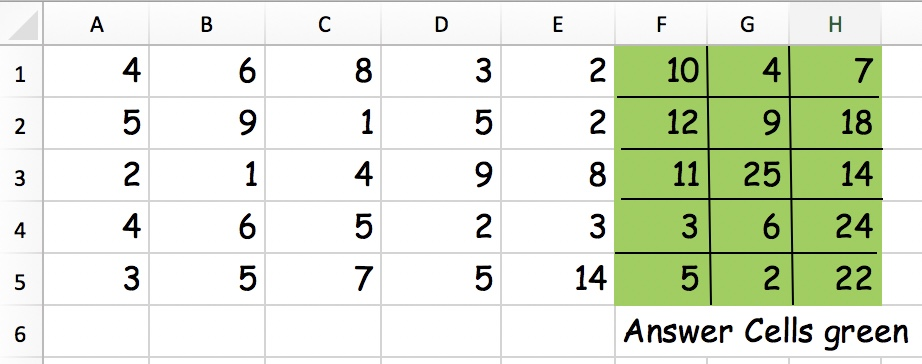 A B C D E F G H
1 4 6 8 3 2 10 4 7
2 5 9 1 5 2 12 9 18
3 2 1 4 9 8 11 25 14
4 4 6 5 2 3 3 6 24
5 3 5 7 5 14 5 2 22
6 Answer Cells green